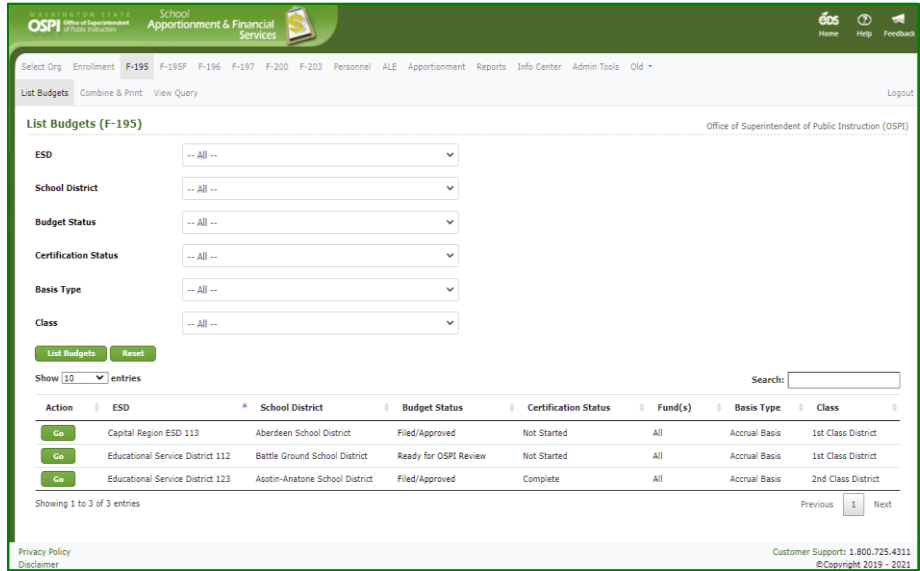 WASHINGTON STATE
OSPI Office of Superintendent of Public Instruction
School
Apportionment & Financial
Services
eds
Home Help Feedback
Select Org Enrollment F-195 F-195F F-196 F-197 F-200 F-203 Personnel ALE Apportionment Reports Info Center Admin Tools Old
List Budgets Combine & Print View Query Logout
List Budgets (F-195) Office of Superintendent of Public Instruction (OSPI)
ESD -- All --
School District -- All --
Budget Status -- All --
Certification Status -- All --
Basis Type -- All --
Class -- All --
List Budgets Reset
Show 10 entries Search:
Action ESD School District Budget Status Certification Status Fund(s) Basis Type Class
Go Capital Region ESD 113 Aberdeen School District Filed/Approved Not Started All Accrual Basis 1st Class District
Go Educational Service District 112 Battle Ground School District Ready for OSPI Review Not Started All Accrual Basis 1st Class District
Go Educational Service District 123 Asotin-Anatone School District Filed/Approved Complete All Accrual Basis 2nd Class District
Showing 1 to 3 of 3 entries Previous 1 Next
Privacy Policy Customer Support: 1.800.725.4311
Disclaimer ©Copyright 2019 - 2021